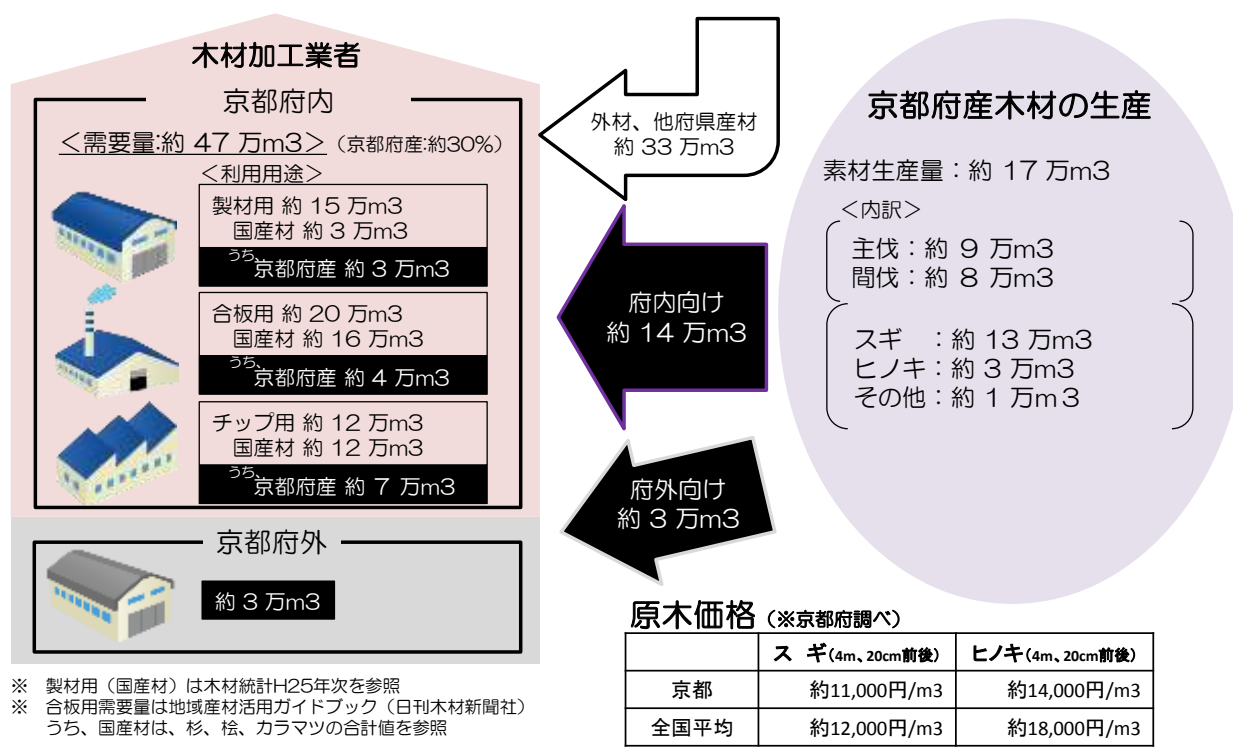 木材加工業者
京都府内
＜需要量:約 47 万m3＞（京都府産:約30%）
＜利用用途＞
製材用 約 15 万m3
国産材 約 3 万m3
うち、京都府産 約 3 万m3
合板用 約 20 万m3
国産材 約 16 万m3
うち、京都府産 約 4 万m3
チップ用 約 12 万m3
国産材 約 12 万m3
うち、京都府産 約 7 万m3
京都府外
約 3 万m3
※ 製材用（国産材）は木材統計H25年次を参照
※ 合板用需要量は地域産材活用ガイドブック（日刊木材新聞社）
うち、国産材は、杉、桧、カラマツの合計値を参照
外材、他府県産材
約 33 万m3
府内向け
約 14 万m3
府外向け
約 3 万m3
京都府産木材の生産
素材生産量：約 17 万m3
＜内訳＞
主伐：約 9 万m3
間伐：約 8 万m3
スギ ：約 13 万m3
ヒノキ：約 3 万m3
その他：約 1 万m3
原木価格（※京都府調べ）
ス ギ(4m、20cm前後) ヒノキ(4m、20cm前後)
京都 約11,000円/m3 約14,000円/m3
全国平均 約12,000円/m3 約18,000円/m3